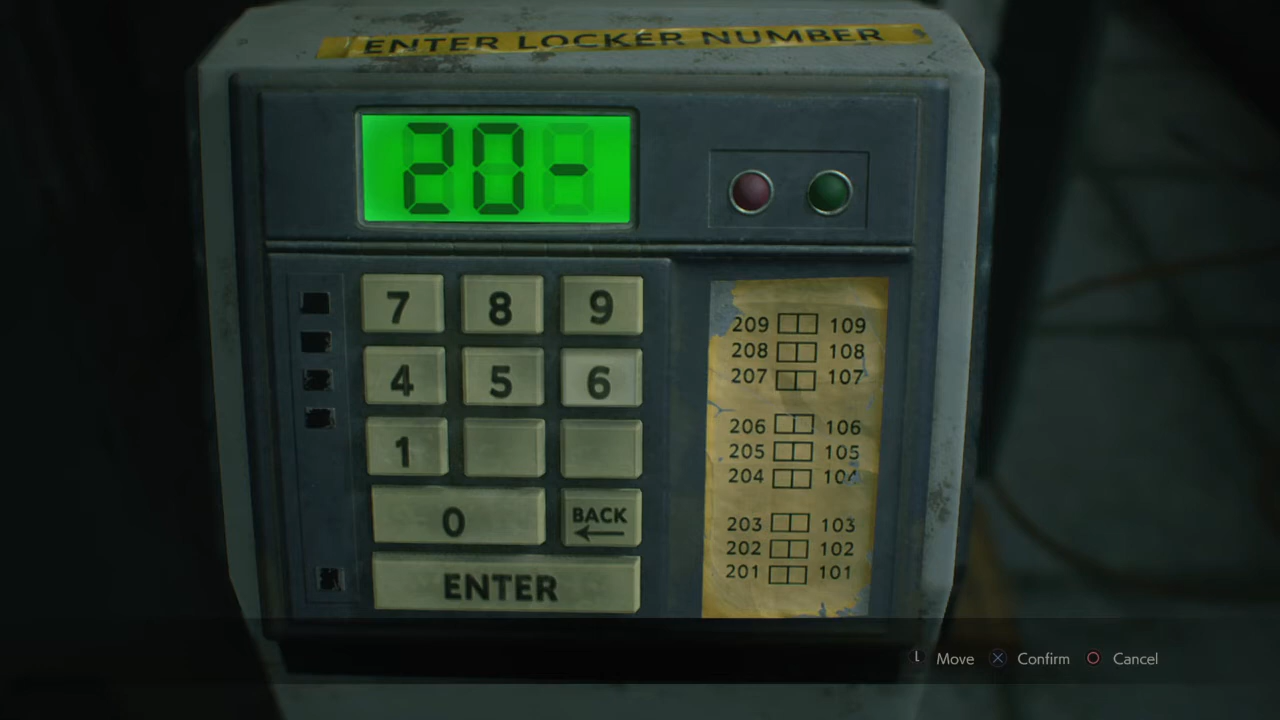 ENTER LOCKER NUMBER
20-
7 8 9
4 5 6
1
0 BACK
ENTER
209 109
208 108
207 107
206 106
205 105
204 104
203 103
202 102
201 101
L Move Confirm Cancel